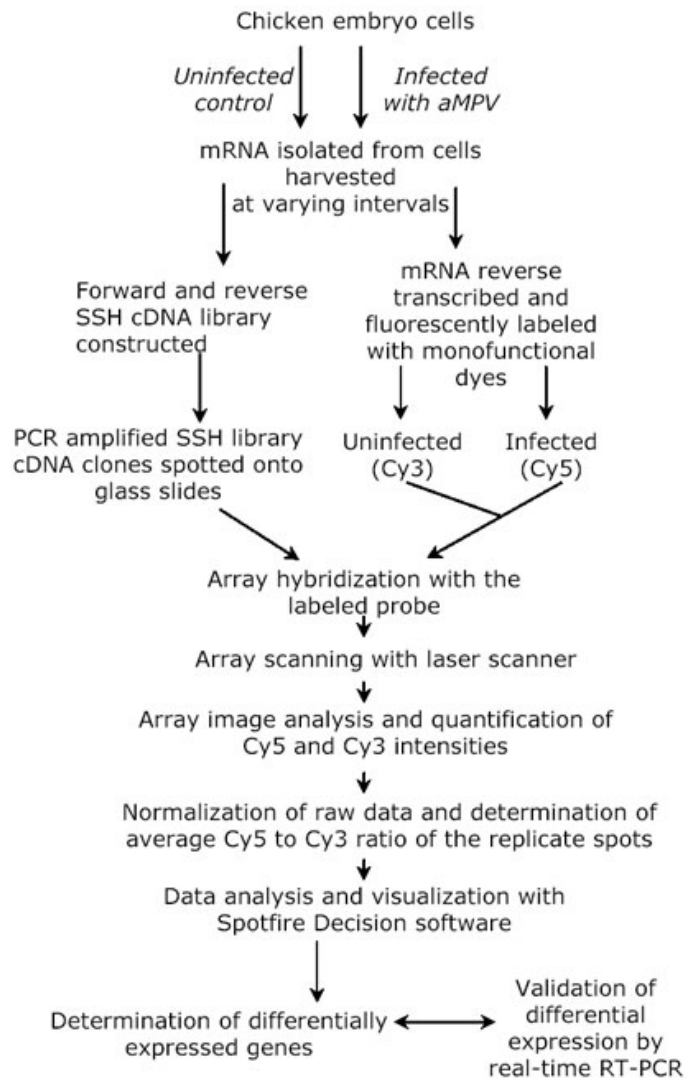 Chicken embryo cells
Uninfected
control
Infected
with aMPV
mRNA isolated from cells
harvested
at varying intervals
Forward and reverse
SSH cDNA library
constructed
mRNA reverse
transcribed and
fluorescently labeled
with monofunctional
dyes
PCR amplified SSH library
cDNA clones spotted onto
glass slides
Uninfected
(Cy3)
Infected
(Cy5)
Array hybridization with the
labeled probe
Array scanning with laser scanner
Array image analysis and quantification of
Cy5 and Cy3 intensities
Normalization of raw data and determination of
average Cy5 to Cy3 ratio of the replicate spots
Data analysis and visualization with
Spotfire Decision software
Determination of differentially
expressed genes
Validation of
differential
expression by
real-time RT-PCR